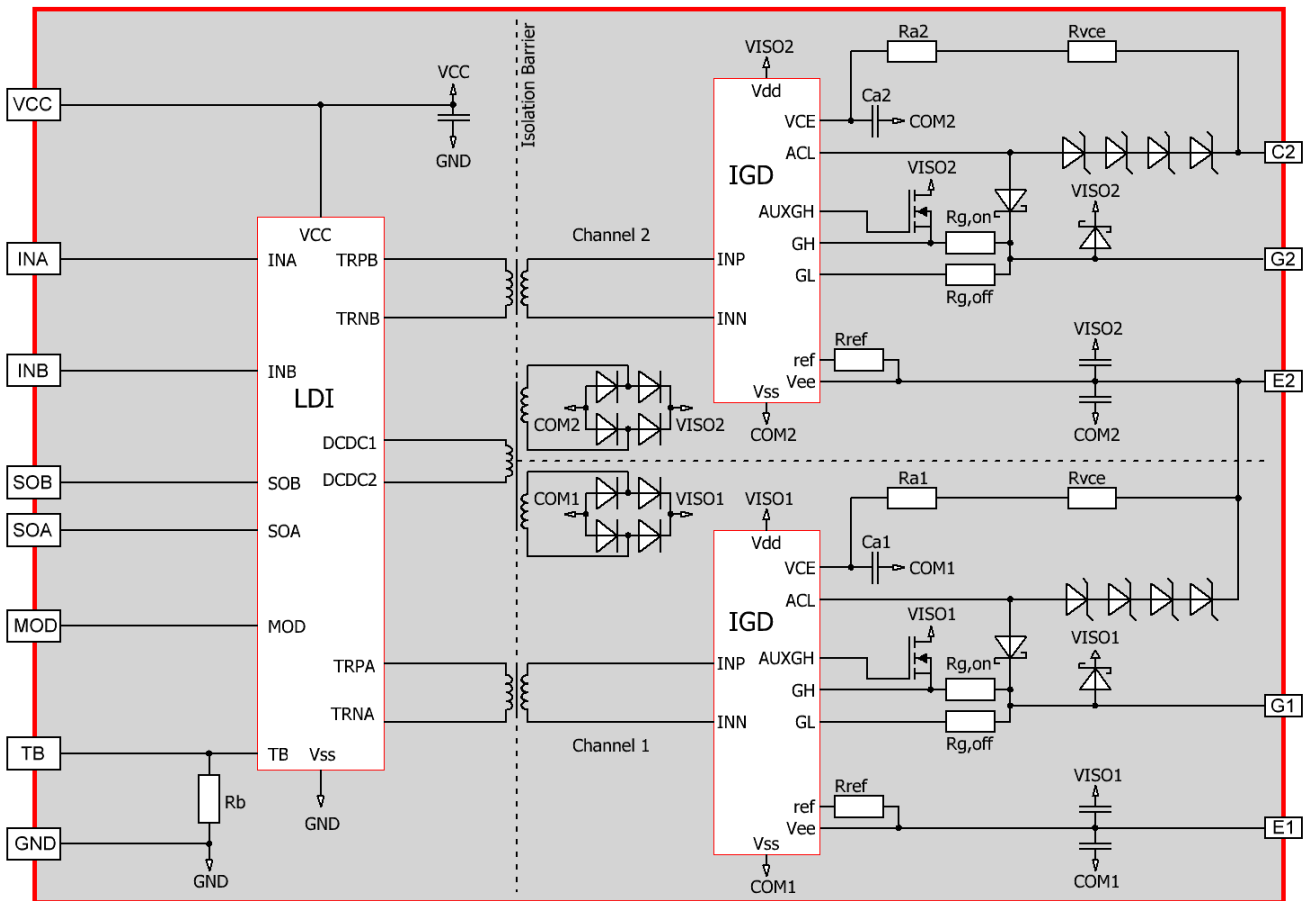 VCC
INA
INB
SOB
SOA
MOD
TB
GND
VCC
GND
VCC
INA
TRPB
TRNB
INB
LDI
DCDC1
DCDC2
SOB
SOA
MOD
TRPA
TRNA
TB
Vss
Rb
GND
GND
Isolation Barrier
Channel 2
COM2
VISO2
COM1
VISO1
Channel 1
VISO2
Vdd
VCE
ACL
IGD
AUXGH
GH
GL
INP
INN
ref
Vee
Vss
COM2
Ra2
Rvce
Ca2
COM2
VISO2
Rg,on
Rg,off
VISO2
Rref
VISO2
COM2
C2
G2
E2
VISO1
Vdd
VCE
ACL
IGD
AUXGH
GH
GL
INP
INN
ref
Vee
Vss
COM1
Ra1
Rvce
Ca1
COM1
VISO1
Rg,on
Rg,off
VISO1
Rref
VISO1
COM1
G1
E1